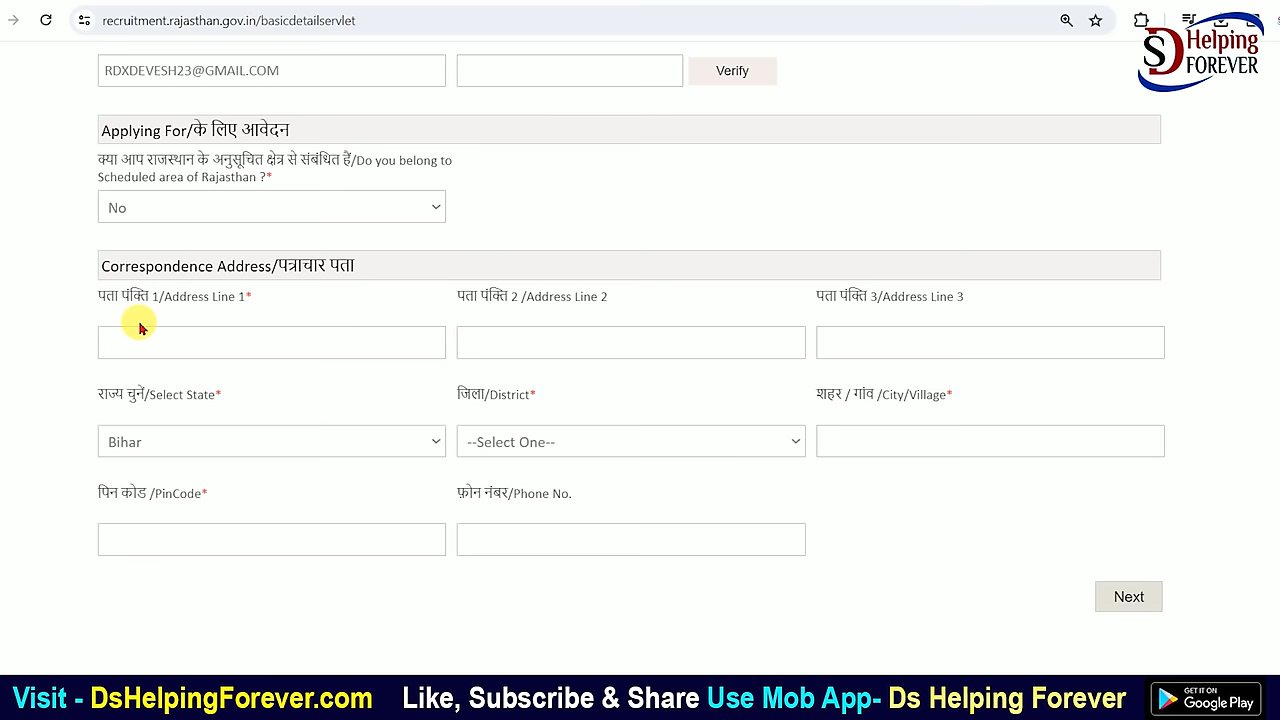 recruitment.rajasthan.gov.in/basicdetailservlet
SD Helping
FOREVER
RDXDEVESH23@GMAIL.COM
Verify
Applying For/के लिए आवेदन
क्या आप राजस्थान के अनुसूचित क्षेत्र से संबंधित हैं/Do you belong to
Scheduled area of Rajasthan ?*
No
Correspondence Address/पत्राचार पता
पता पंक्ति 1/Address Line 1*
पता पंक्ति 2 /Address Line 2
पता पंक्ति 3/Address Line 3
राज्य चुनें/Select State*
जिला/District*
शहर / गांव /City/Village*
Bihar
--Select One--
पिन कोड /PinCode*
फ़ोन नंबर/Phone No.
Next
Visit - DsHelpingForever.com Like, Subscribe & Share Use Mob App- Ds Helping Forever
GET IT ON
Google Play